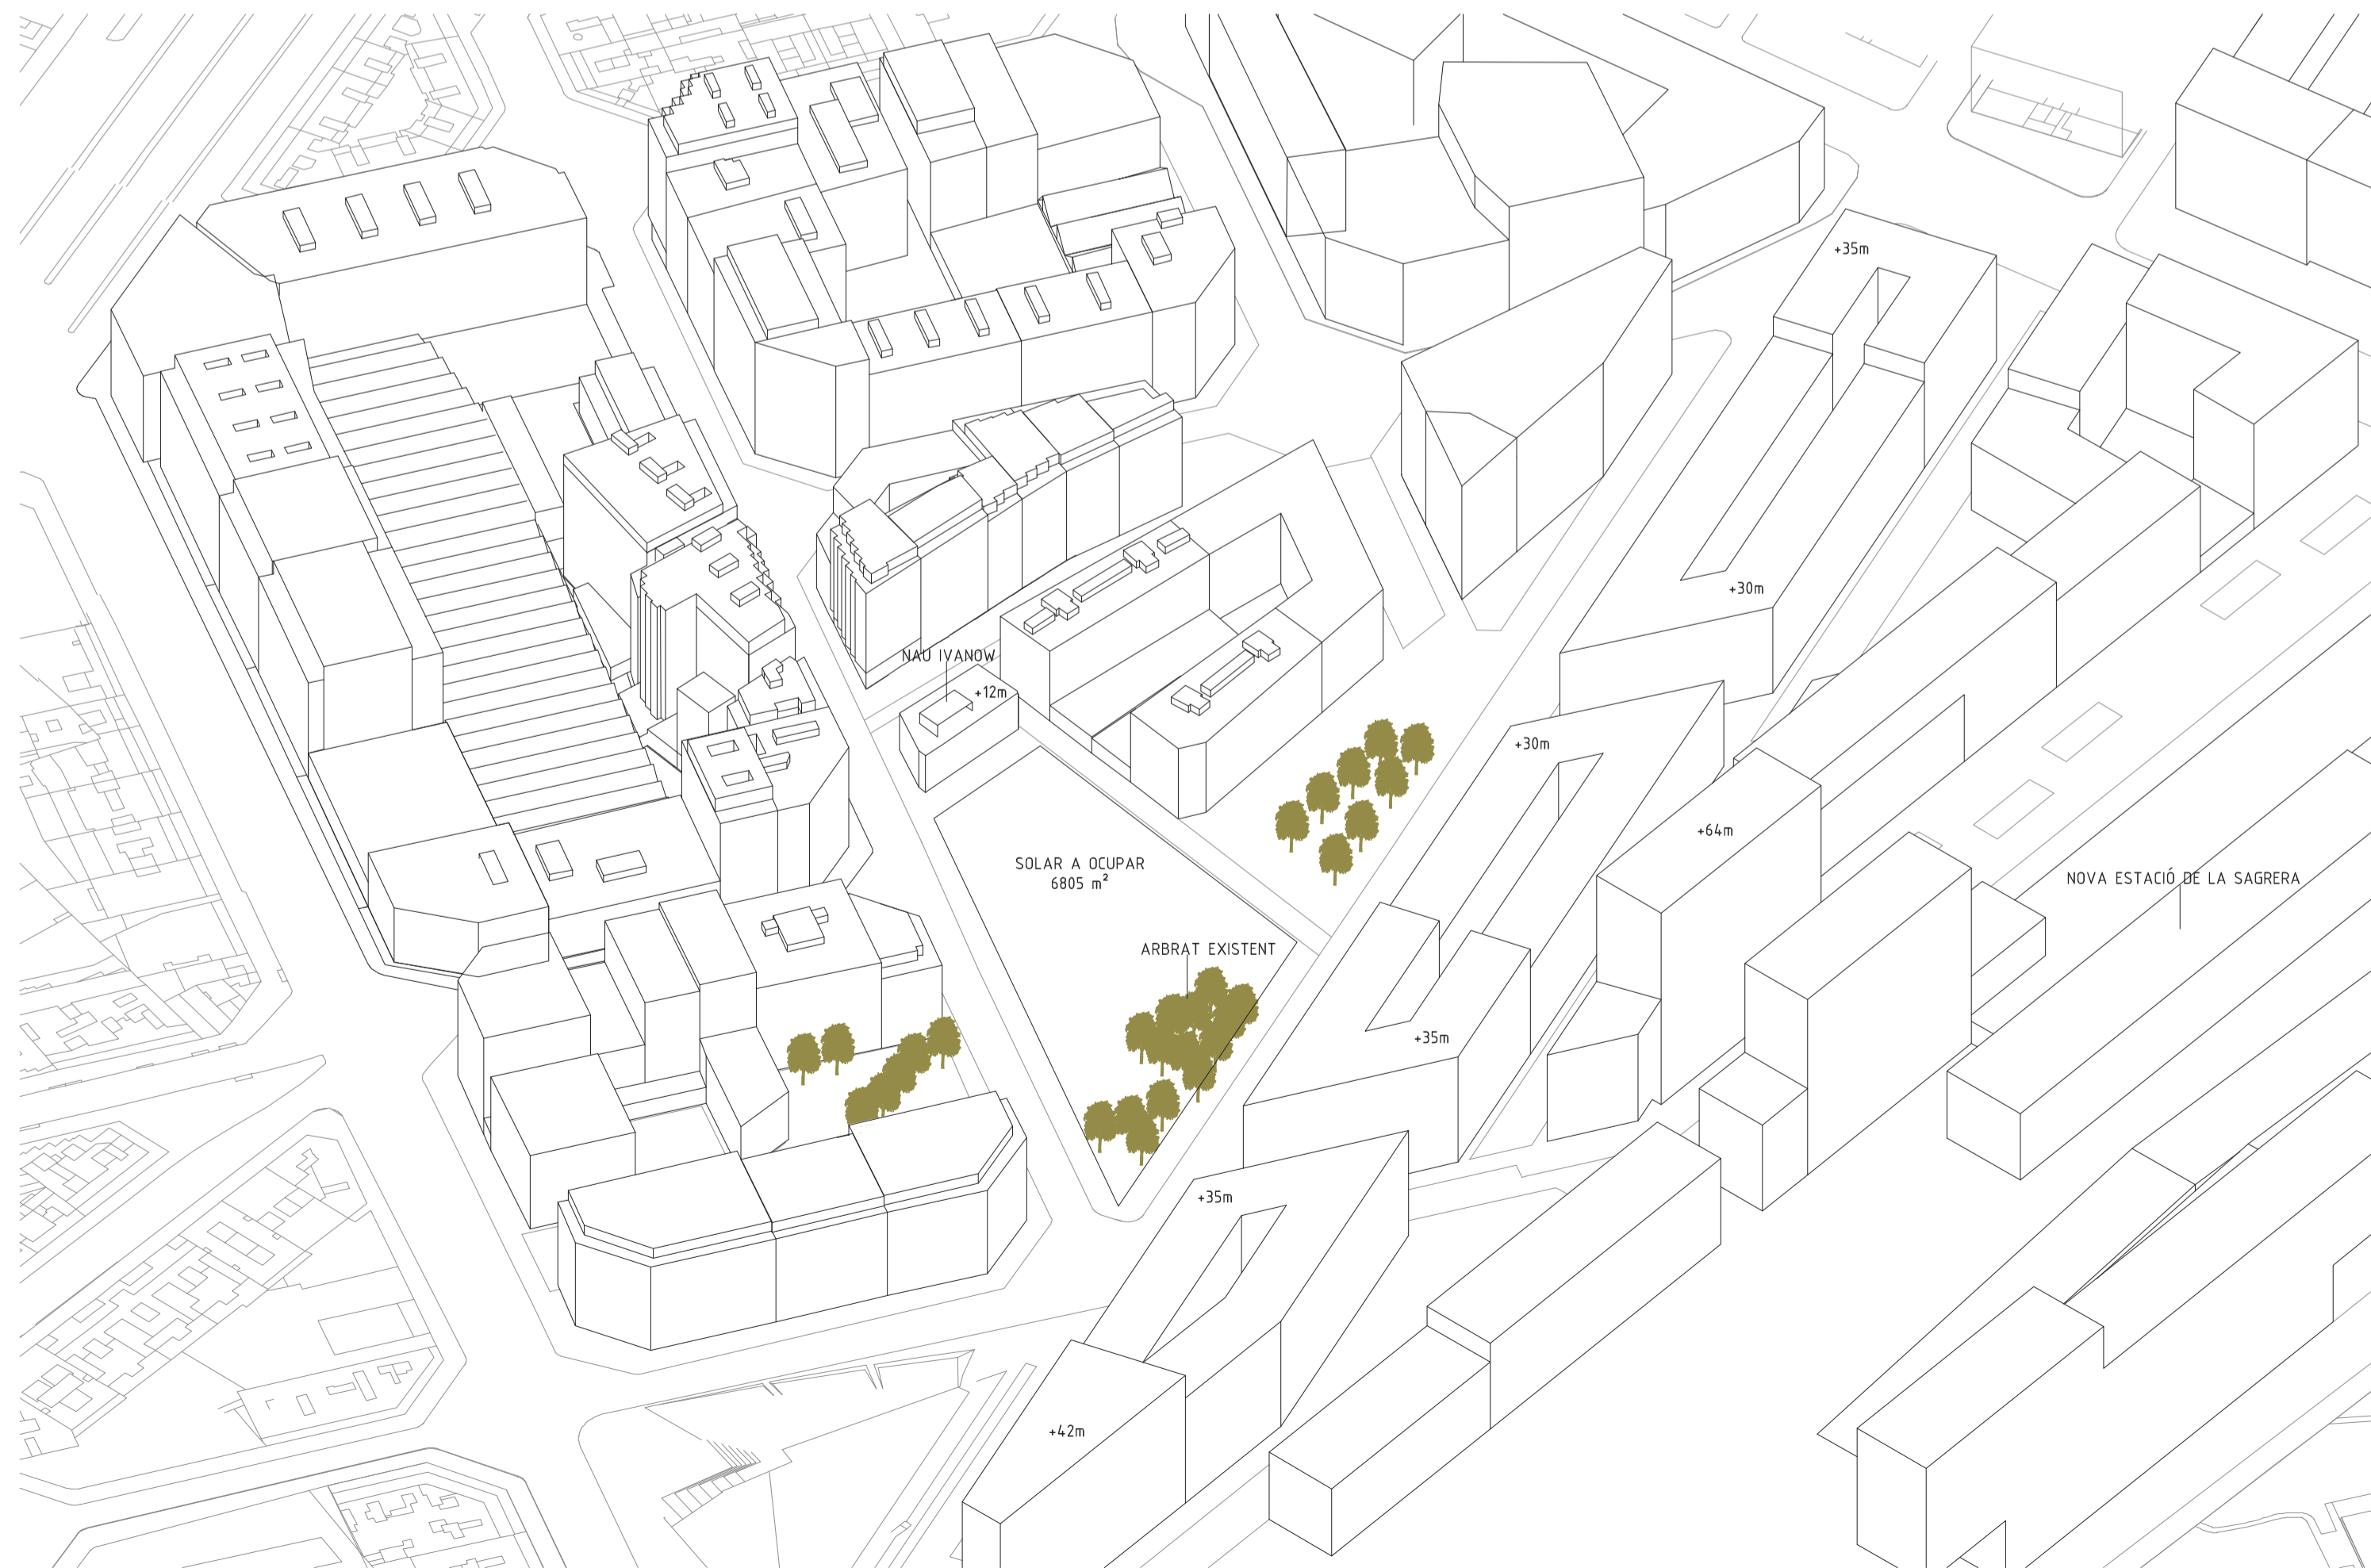 +35m
+30m
NAU IVANOW
+12m
+30m
+64m
SOLAR A OCUPAR
6805 m²
NOVA ESTACIÓ DE LA SAGRERA
ARBRAT EXISTENT
+35m
+35m
+42m